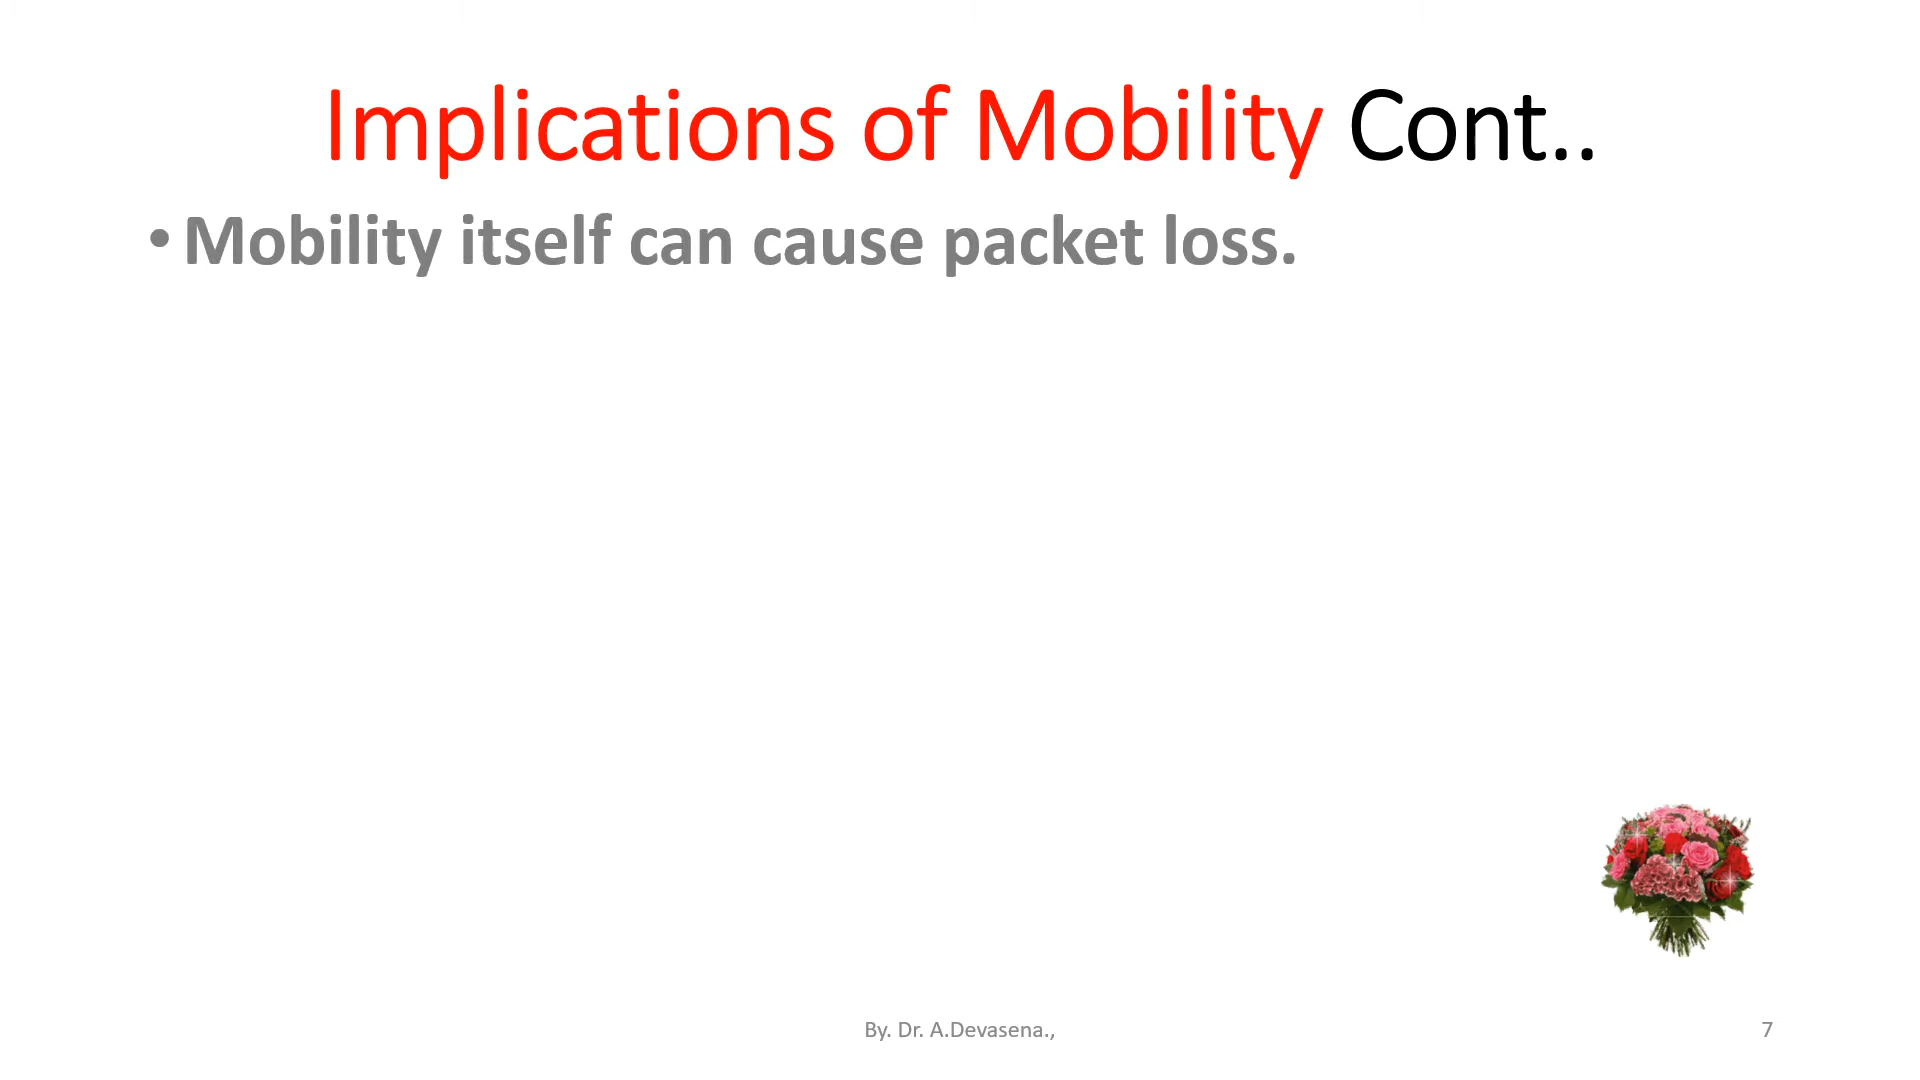 Implications of Mobility Cont..
• Mobility itself can cause packet loss.
By. Dr. A.Devasena.,
7